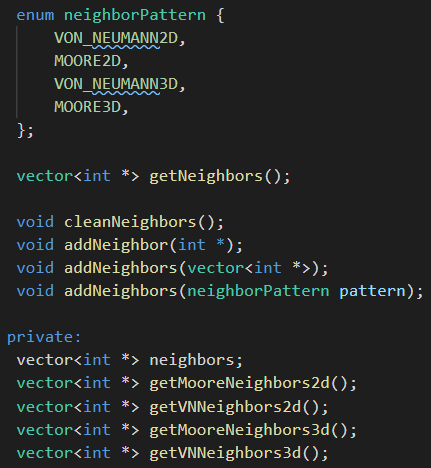 enum neighborPattern {
VON_NEUMANN2D,
MOORE2D,
VON_NEUMANN3D,
MOORE3D,
};
vector<int *> getNeighbors();
void cleanNeighbors();
void addNeighbor(int *);
void addNeighbors(vector<int *>);
void addNeighbors(neighborPattern pattern);
private:
vector<int *> neighbors;
vector<int *> getMooreNeighbors2d();
vector<int *> getVNNeighbors2d();
vector<int *> getMooreNeighbors3d();
vector<int *> getVNNeighbors3d();